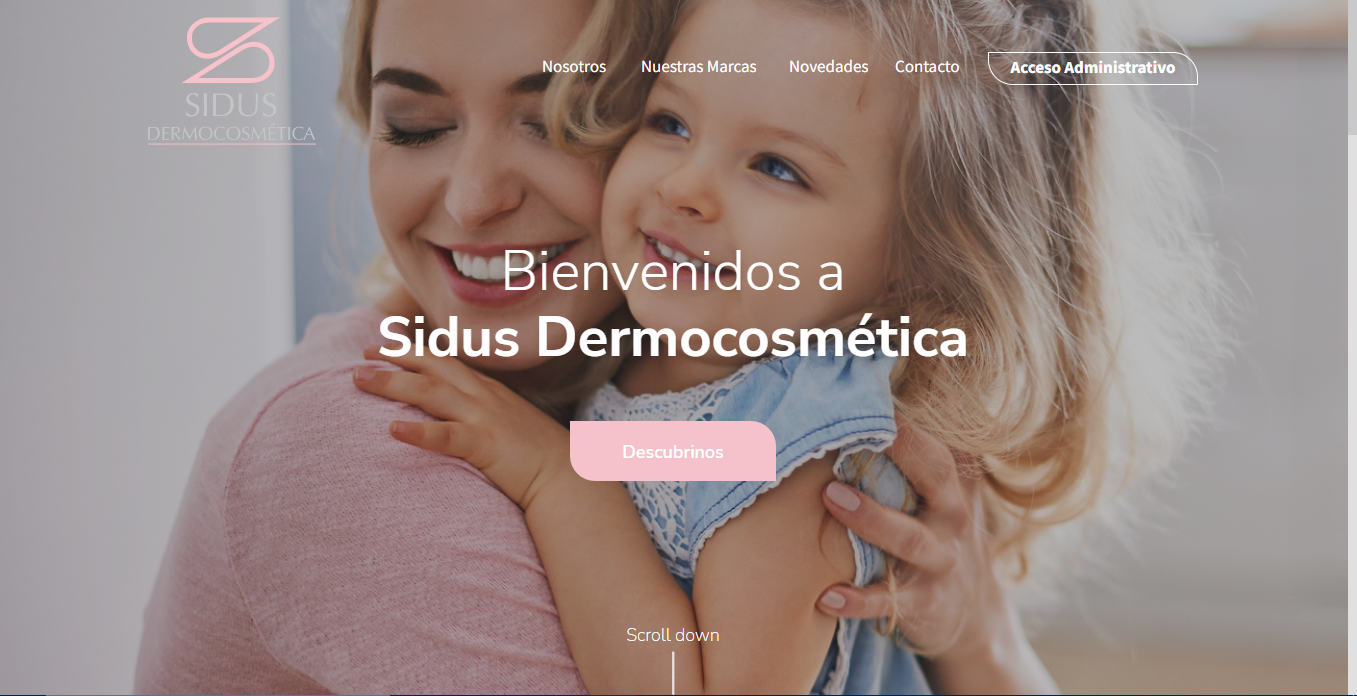 SIDUS
DERMOCOSMÉTICA
Nosotros
Nuestras Marcas
Novedades
Contacto
Acceso Administrativo
Bienvenidos a
Sidus Dermocosmética
Descubrinos
Scroll down